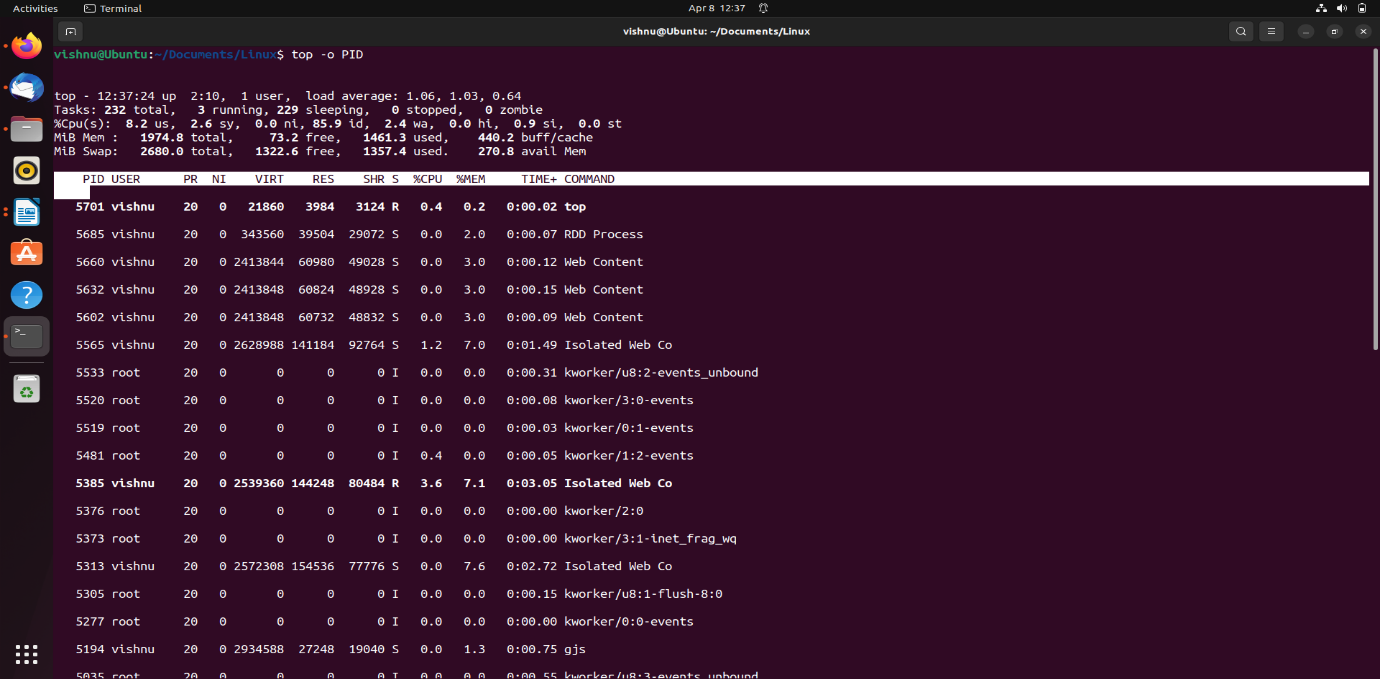 Activities Terminal Apr 8 12:37
vishnu@Ubuntu: ~/Documents/Linux
vishnu@Ubuntu:~/Documents/Linux$ top -o PID
top - 12:37:24 up  2:10,  1 user,  load average: 1.06, 1.03, 0.64
Tasks: 232 total,   3 running, 229 sleeping,   0 stopped,   0 zombie
%Cpu(s):  8.2 us,  2.6 sy,  0.0 ni, 85.9 id,  2.4 wa,  0.0 hi,  0.9 si,  0.0 st
MiB Mem :   1974.8 total,     73.2 free,   1461.3 used,    440.2 buff/cache
MiB Swap:   2680.0 total,   1322.6 free,   1357.4 used.    270.8 avail Mem
PID USER      PR  NI    VIRT    RES    SHR S  %CPU  %MEM     TIME+ COMMAND
5701 vishnu    20   0   21860   3984   3124 R   0.4   0.2   0:00.02 top
5685 vishnu    20   0  343560  39504  29072 S   0.0   2.0   0:00.07 RDD Process
5660 vishnu    20   0 2413844  60980  49028 S   0.0   3.0   0:00.12 Web Content
5632 vishnu    20   0 2413848  60824  48928 S   0.0   3.0   0:00.15 Web Content
5602 vishnu    20   0 2413848  60732  48832 S   0.0   3.0   0:00.09 Web Content
5565 vishnu    20   0 2628988 141184  92764 S   1.2   7.0   0:01.49 Isolated Web Co
5533 root      20   0       0      0      0 I   0.0   0.0   0:00.31 kworker/u8:2-events_unbound
5520 root      20   0       0      0      0 I   0.0   0.0   0:00.08 kworker/3:0-events
5519 root      20   0       0      0      0 I   0.0   0.0   0:00.03 kworker/0:1-events
5481 root      20   0       0      0      0 I   0.4   0.0   0:00.05 kworker/1:2-events
5385 vishnu    20   0 2539360 144248  80484 R   3.6   7.1   0:03.05 Isolated Web Co
5376 root      20   0       0      0      0 I   0.0   0.0   0:00.00 kworker/2:0
5373 root      20   0       0      0      0 I   0.0   0.0   0:00.00 kworker/3:1-inet_frag_wq
5313 vishnu    20   0 2572308 154536  77776 S   0.0   7.6   0:02.72 Isolated Web Co
5305 root      20   0       0      0      0 I   0.0   0.0   0:00.15 kworker/u8:1-flush-8:0
5277 root      20   0       0      0      0 I   0.0   0.0   0:00.00 kworker/0:0-events
5194 vishnu    20   0 2934588  27248  19040 S   0.0   1.3   0:00.75 gjs
5035 root      20   0       0      0      0 I   0.0   0.0   0:00.55 kworker/u8:3-events_unbound